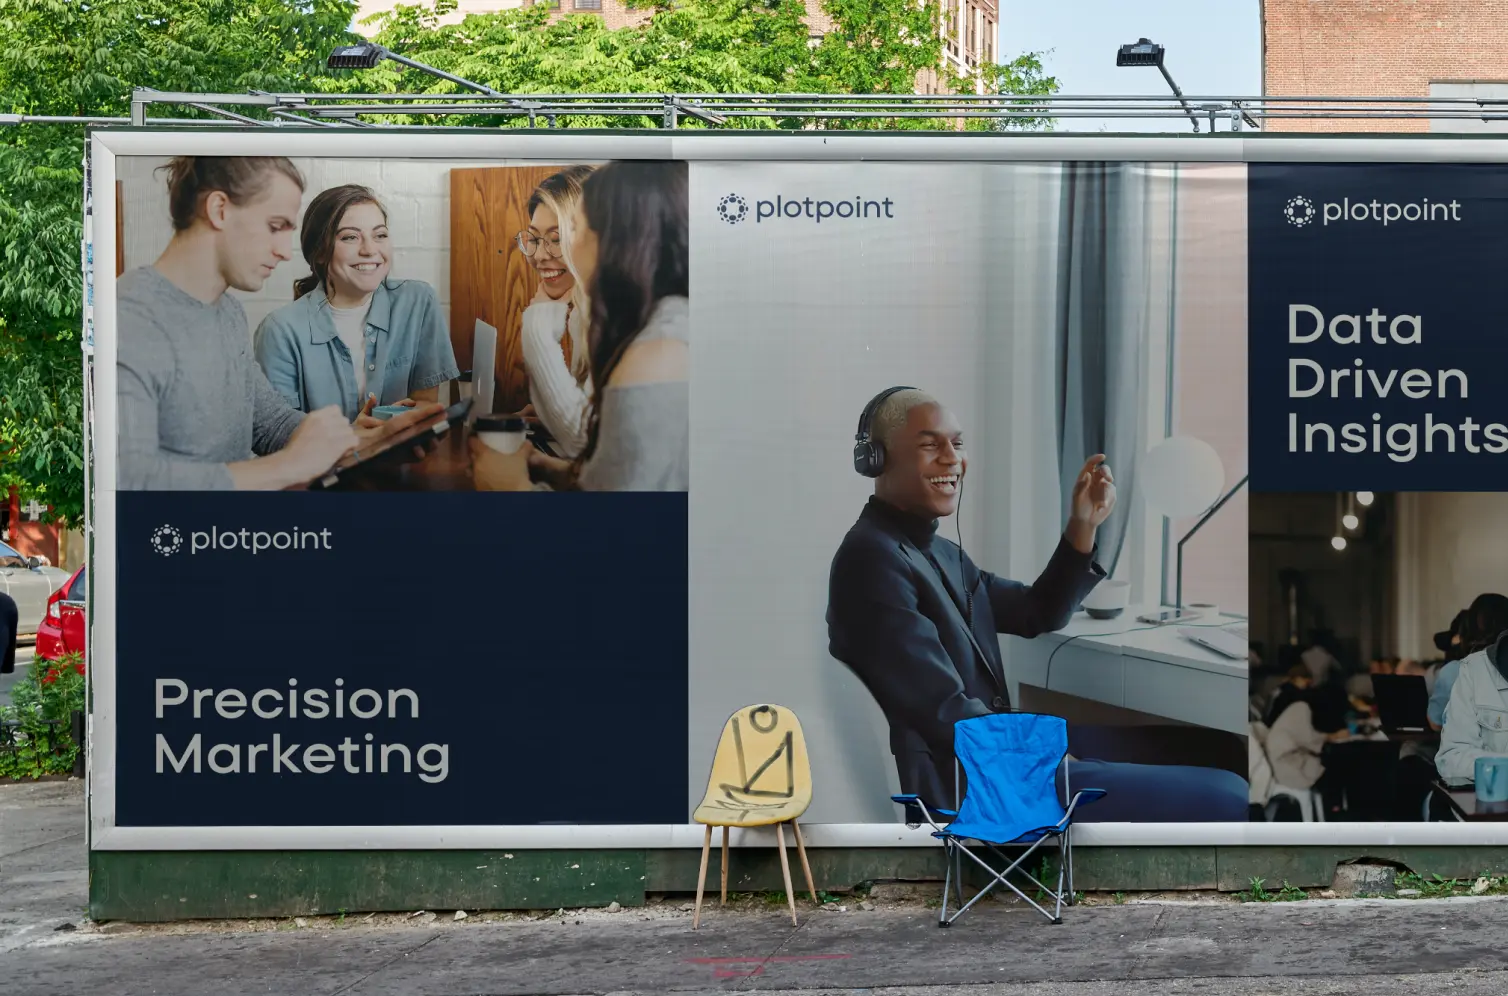 plotpoint
Precision
Marketing
plotpoint
plotpoint
Data
Driven
Insights